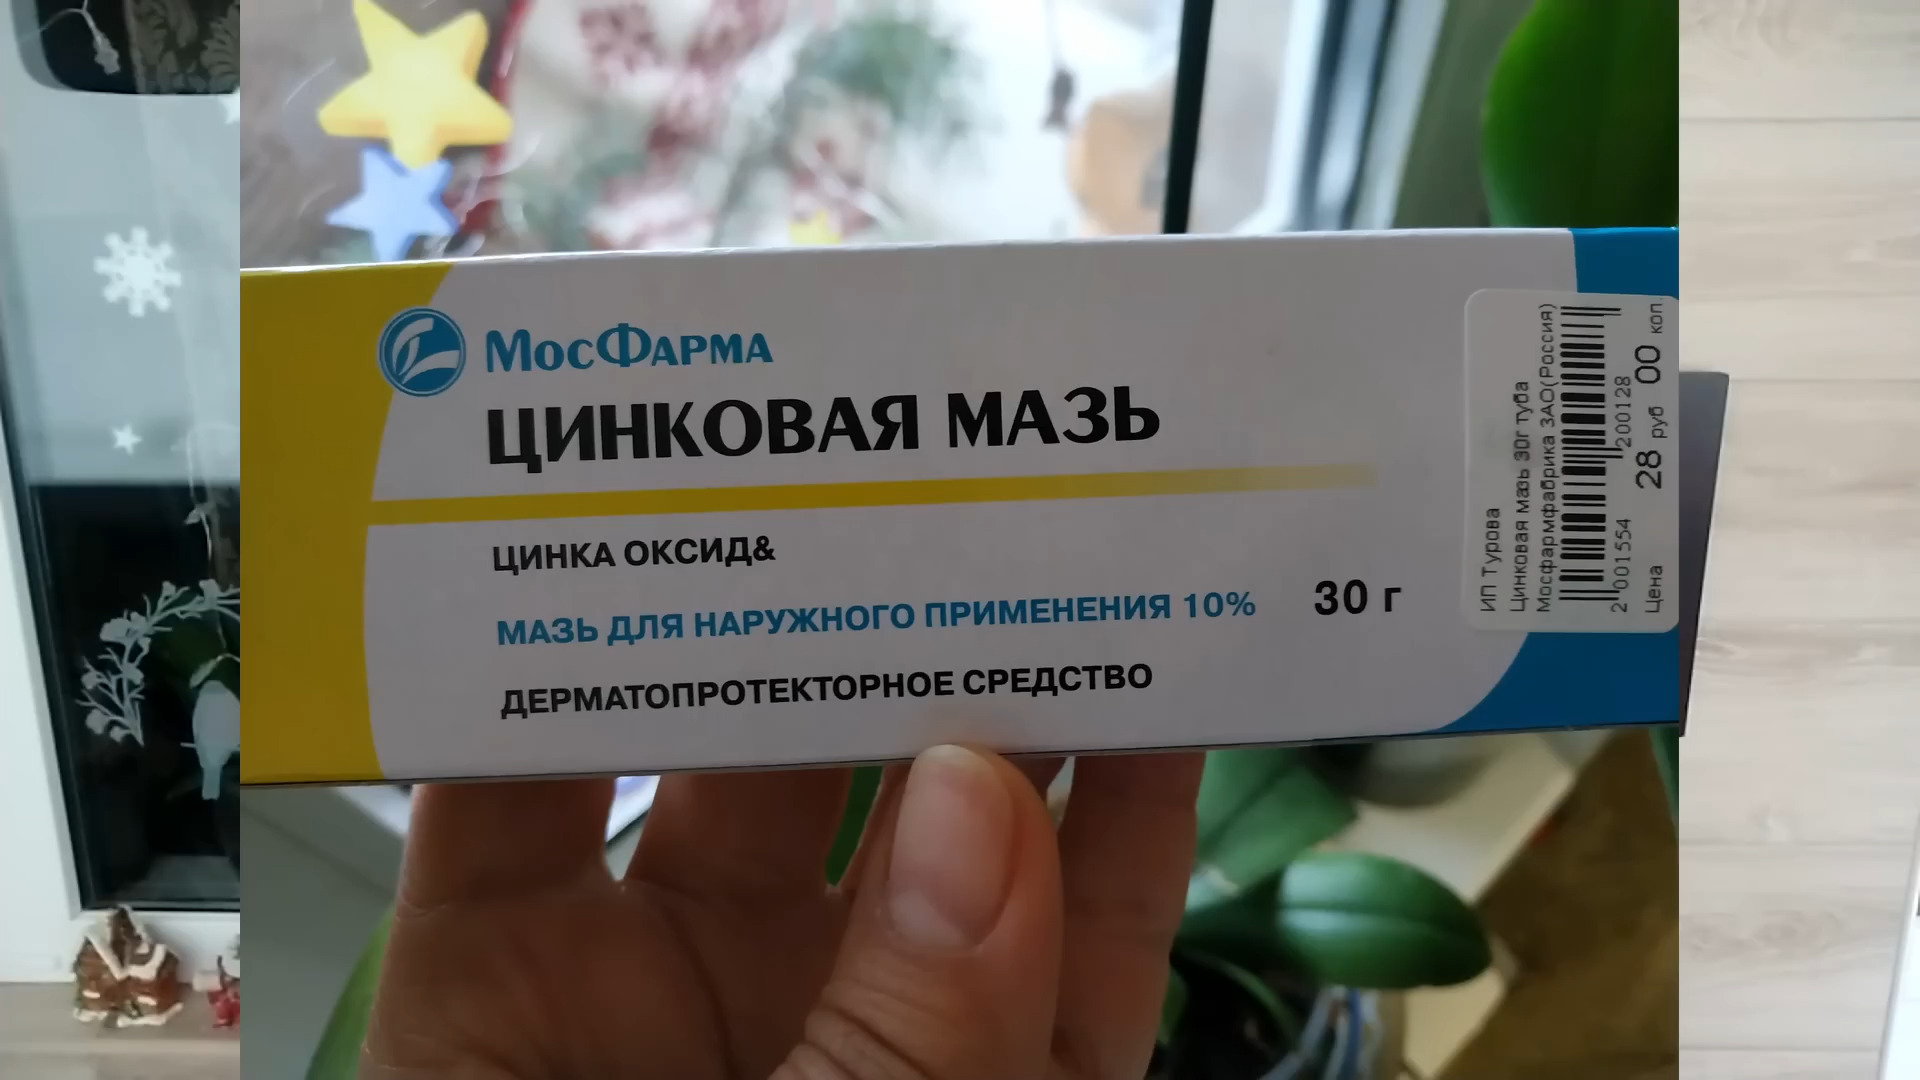 МосФарма
ЦИНКОВАЯ МАЗЬ
ЦИНКА ОКСИД&
МАЗЬ ДЛЯ НАРУЖНОГО ПРИМЕНЕНИЯ 10%
30 г
ДЕРМАТОПРОТЕКТОРНОЕ СРЕДСТВО
ИП Турова
Цинковая мазь 30г туба
Мосфармфабрика ЗАО(Россия)
2 001554 200128
Цена 28 руб 00 коп.